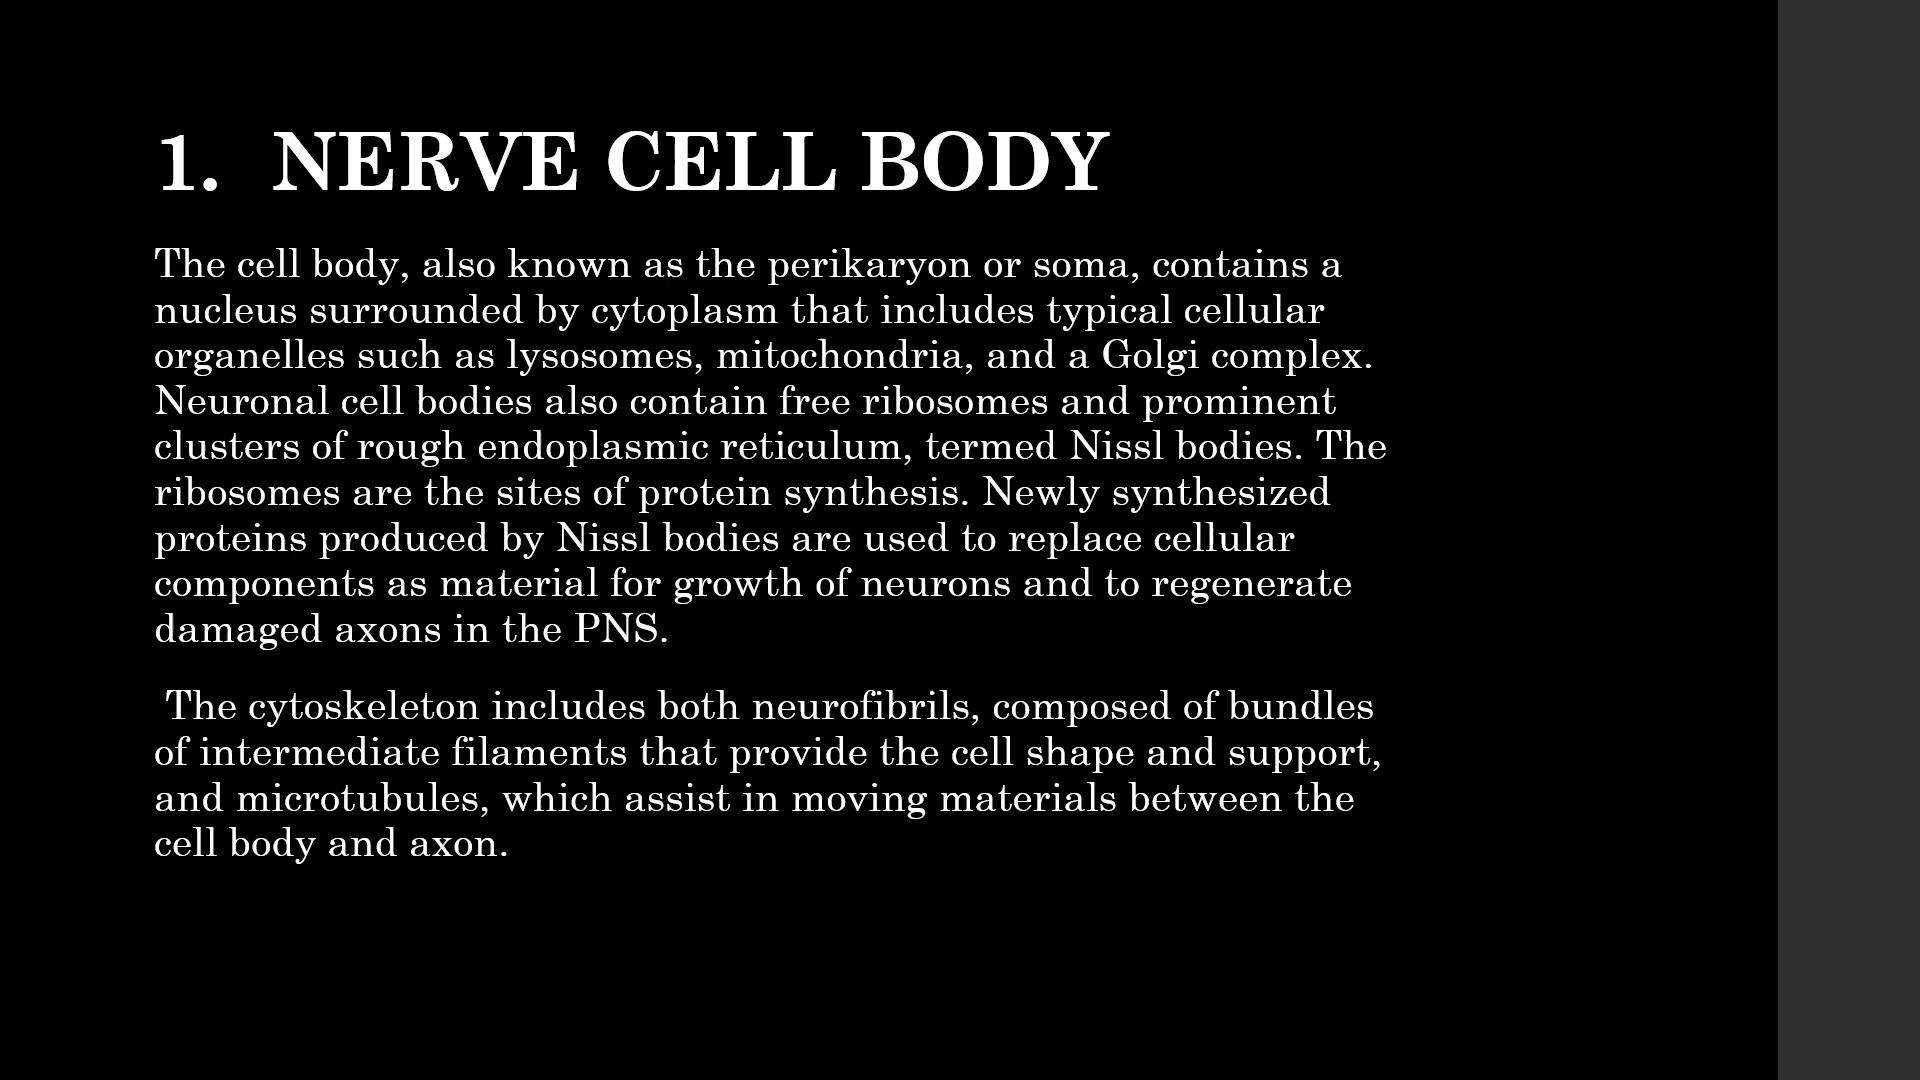 1. NERVE CELL BODY
The cell body, also known as the perikaryon or soma, contains a
nucleus surrounded by cytoplasm that includes typical cellular
organelles such as lysosomes, mitochondria, and a Golgi complex.
Neuronal cell bodies also contain free ribosomes and prominent
clusters of rough endoplasmic reticulum, termed Nissl bodies. The
ribosomes are the sites of protein synthesis. Newly synthesized
proteins produced by Nissl bodies are used to replace cellular
components as material for growth of neurons and to regenerate
damaged axons in the PNS.
The cytoskeleton includes both neurofibrils, composed of bundles
of intermediate filaments that provide the cell shape and support,
and microtubules, which assist in moving materials between the
cell body and axon.